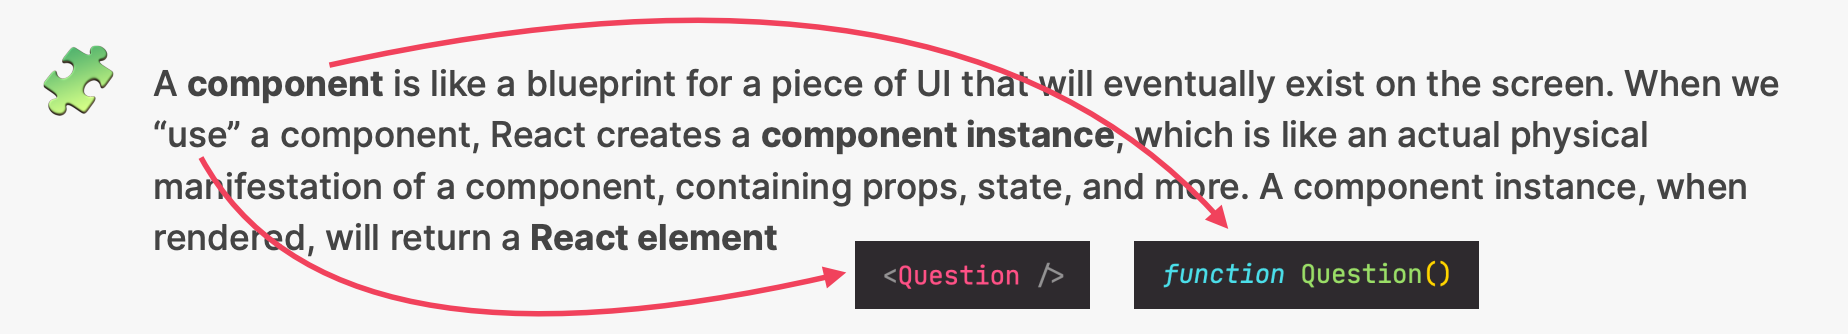 A component is like a blueprint for a piece of UI that will eventually exist on the screen. When we
“use” a component, React creates a component instance, which is like an actual physical
manifestation of a component, containing props, state, and more. A component instance, when
rendered, will return a React element
<Question />
function Question()